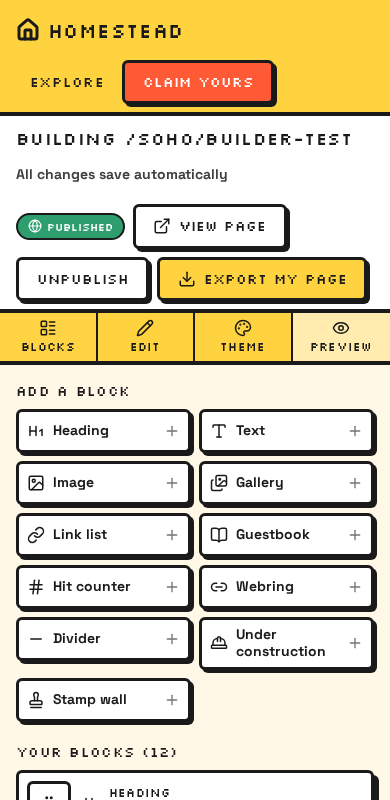 HOMESTEAD
EXPLORE CLAIM YOURS
BUILDING /SOHO/BUILDER-TEST
All changes save automatically
PUBLISHED VIEW PAGE
UNPUBLISH EXPORT MY PAGE
BLOCKS EDIT THEME PREVIEW
ADD A BLOCK
H1 Heading + Text +
Image + Gallery +
Link list + Guestbook +
Hit counter + Webring +
Divider + Under construction +
Stamp wall +
YOUR BLOCKS (12)
HEADING